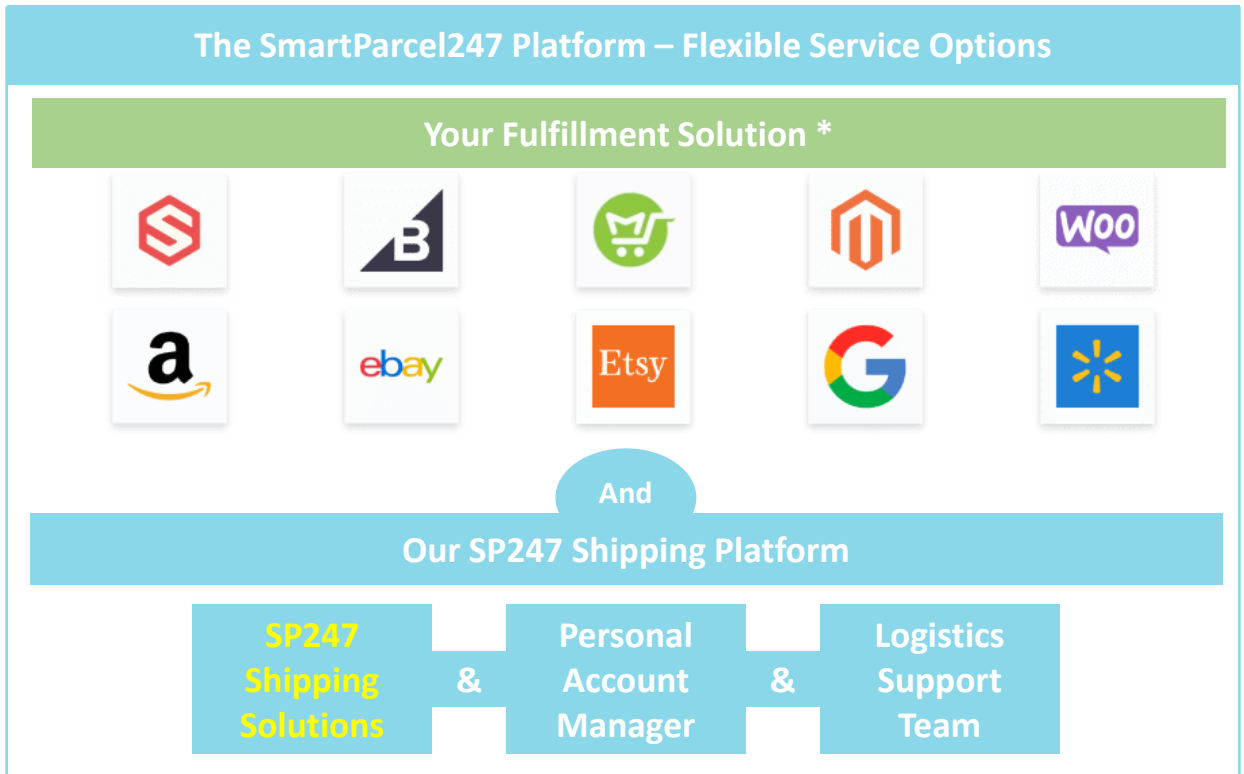 The SmartParcel247 Platform – Flexible Service Options
Your Fulfillment Solution *
S
B
WOO
a
ebay
Etsy
G
And
Our SP247 Shipping Platform
SP247
Shipping
Solutions
&
Personal
Account
Manager
&
Logistics
Support
Team